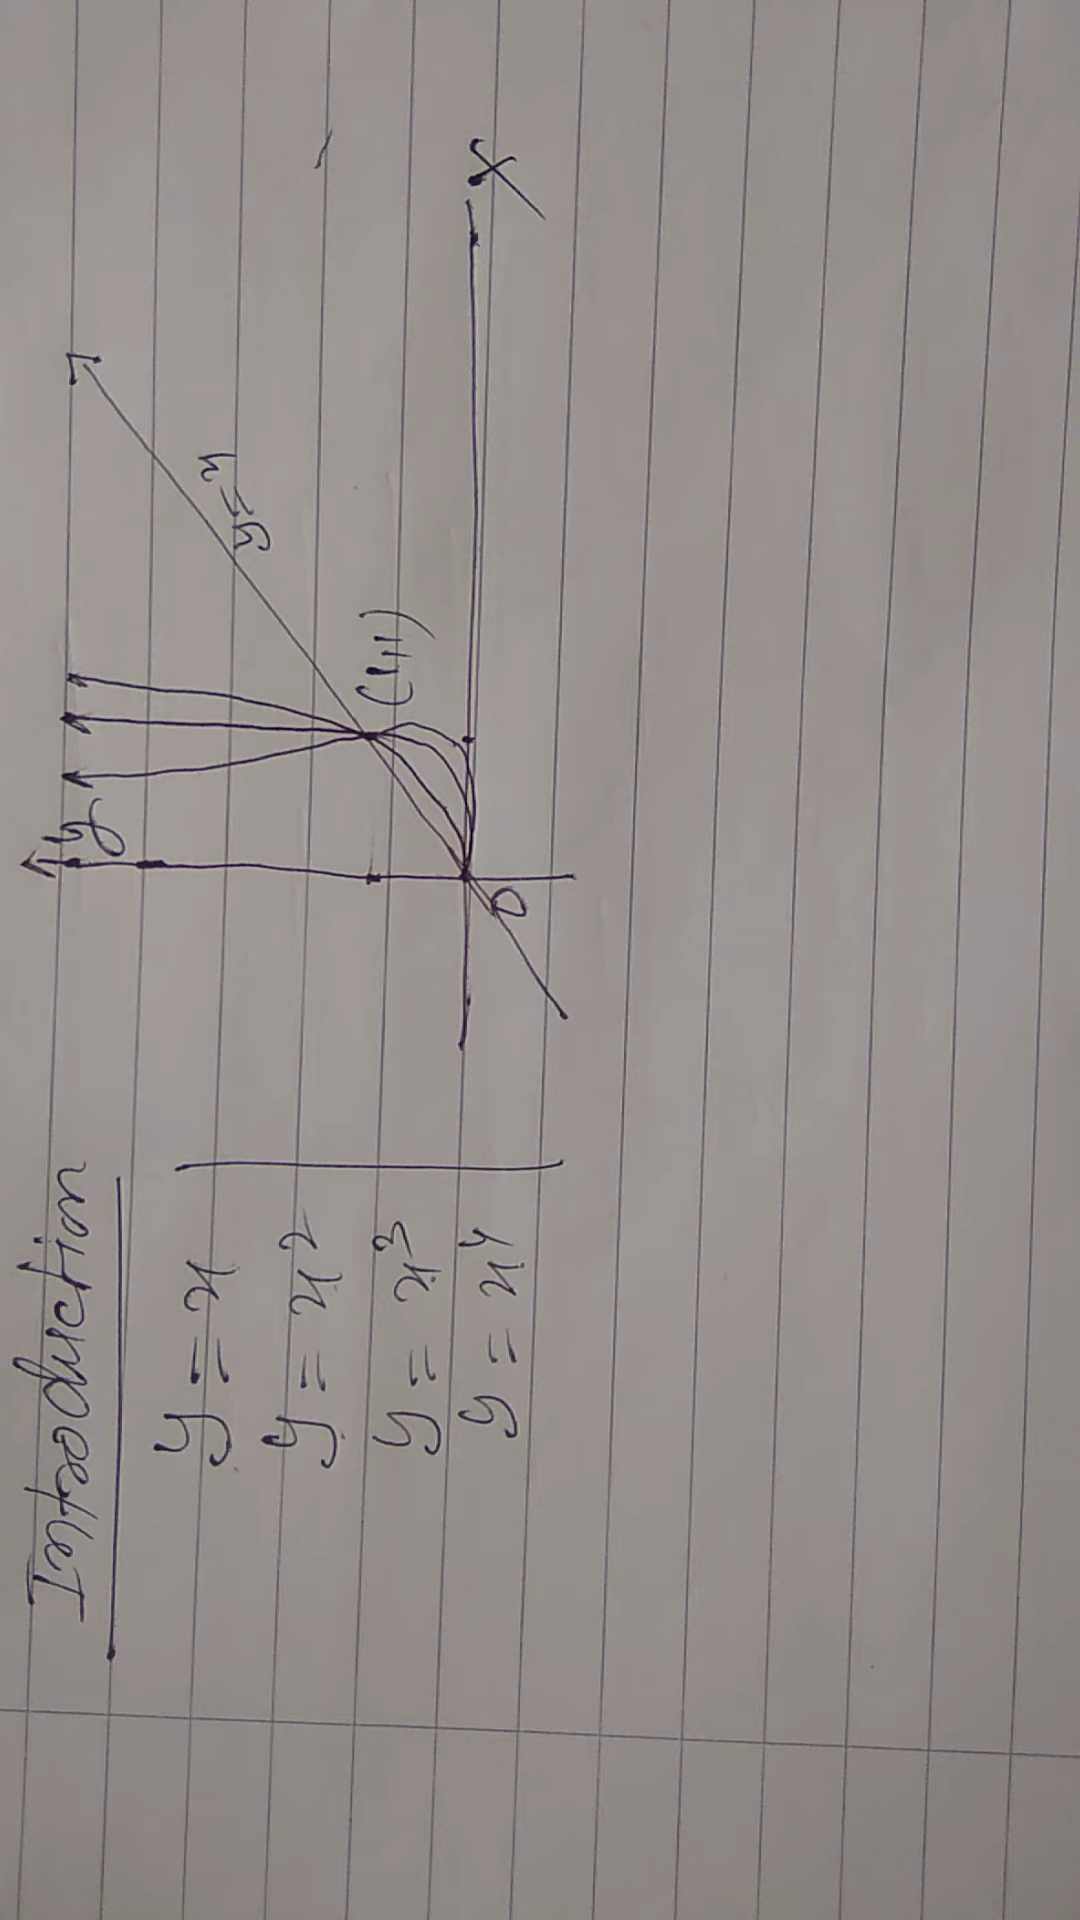 Introduction
y = x
y = x²
y = x³
y = x⁴
y
y=x
(1,1)
X
O